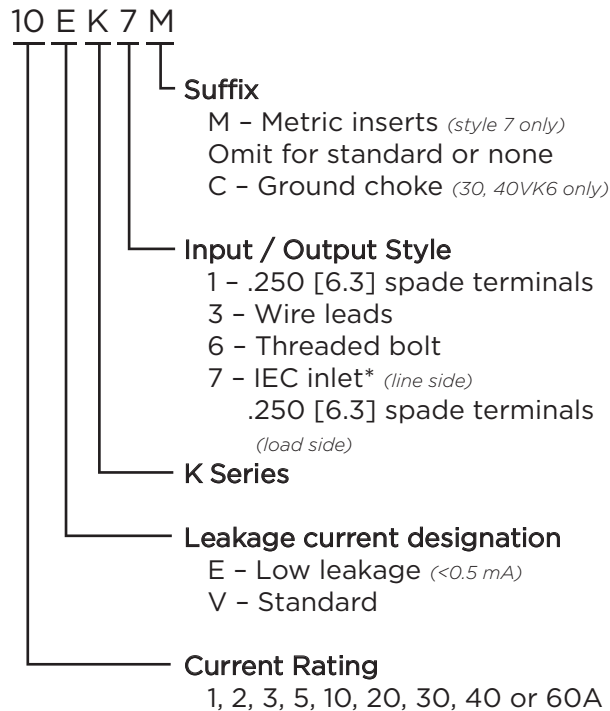 10 E K 7 M
Suffix
M – Metric inserts (style 7 only)
Omit for standard or none
C – Ground choke (30, 40VK6 only)
Input / Output Style
1 – .250 [6.3] spade terminals
3 – Wire leads
6 – Threaded bolt
7 – IEC inlet* (line side)
.250 [6.3] spade terminals
(load side)
K Series
Leakage current designation
E – Low leakage (<0.5 mA)
V – Standard
Current Rating
1, 2, 3, 5, 10, 20, 30, 40 or 60A